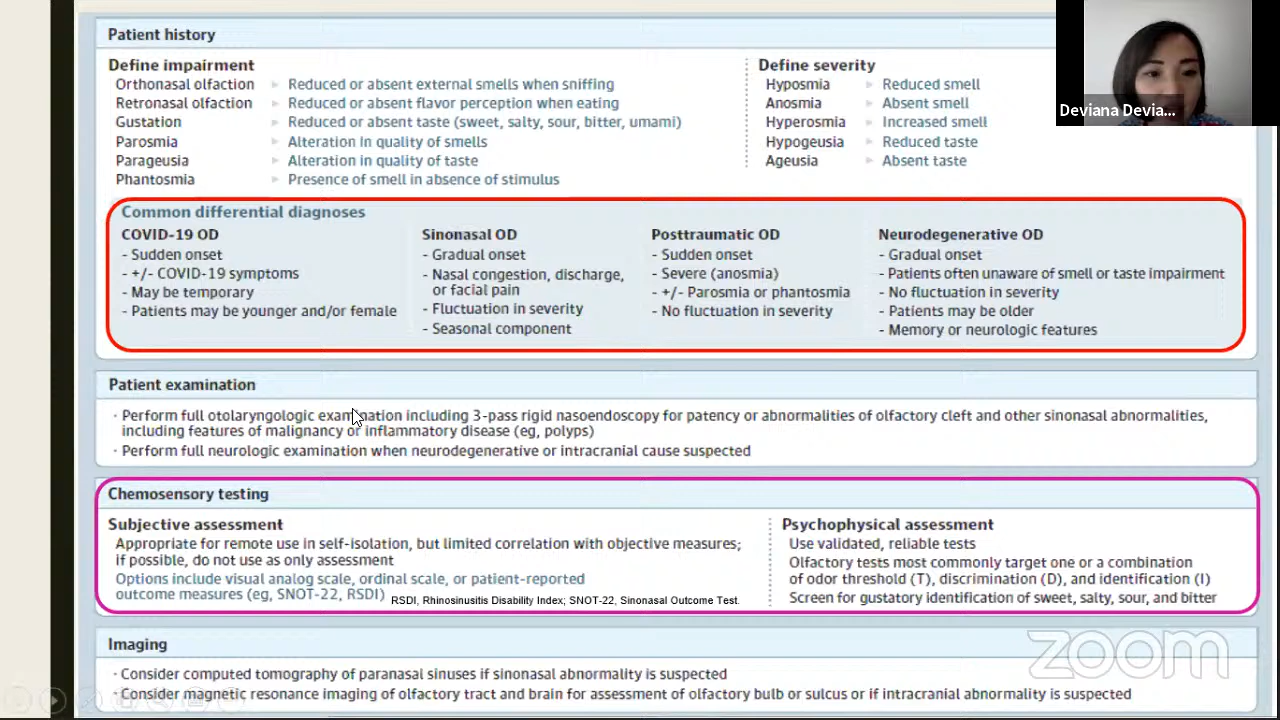 Patient history
Define impairment
Orthonasal olfaction Reduced or absent external smells when sniffing
Retronasal olfaction Reduced or absent flavor perception when eating
Gustation Reduced or absent taste (sweet, salty, sour, bitter, umami)
Parosmia Alteration in quality of smells
Parageusia Alteration in quality of taste
Phantosmia Presence of smell in absence of stimulus
Define severity
Hyposmia Reduced smell
Anosmia Absent smell
Hyperosmia Increased smell
Hypogeusia Reduced taste
Ageusia Absent taste
Deviana Devia...
Common differential diagnoses
COVID-19 OD
- Sudden onset
- +/- COVID-19 symptoms
- May be temporary
- Patients may be younger and/or female
Sinonasal OD
- Gradual onset
- Nasal congestion, discharge,
or facial pain
- Fluctuation in severity
- Seasonal component
Posttraumatic OD
- Sudden onset
- Severe (anosmia)
- +/- Parosmia or phantosmia
- No fluctuation in severity
Neurodegenerative OD
- Gradual onset
- Patients often unaware of smell or taste impairment
- No fluctuation in severity
- Patients may be older
- Memory or neurologic features
Patient examination
· Perform full otolaryngologic examination including 3-pass rigid nasoendoscopy for patency or abnormalities of olfactory cleft and other sinonasal abnormalities,
including features of malignancy or inflammatory disease (eg, polyps)
· Perform full neurologic examination when neurodegenerative or intracranial cause suspected
Chemosensory testing
Subjective assessment
Appropriate for remote use in self-isolation, but limited correlation with objective measures;
if possible, do not use as only assessment
Options include visual analog scale, ordinal scale, or patient-reported
outcome measures (eg, SNOT-22, RSDI)
RSDI, Rhinosinusitis Disability Index; SNOT-22, Sinonasal Outcome Test.
Psychophysical assessment
Use validated, reliable tests
Olfactory tests most commonly target one or a combination
of odor threshold (T), discrimination (D), and identification (I)
Screen for gustatory identification of sweet, salty, sour, and bitter
Imaging
· Consider computed tomography of paranasal sinuses if sinonasal abnormality is suspected
· Consider magnetic resonance imaging of olfactory tract and brain for assessment of olfactory bulb or sulcus or if intracranial abnormality is suspected
zoom